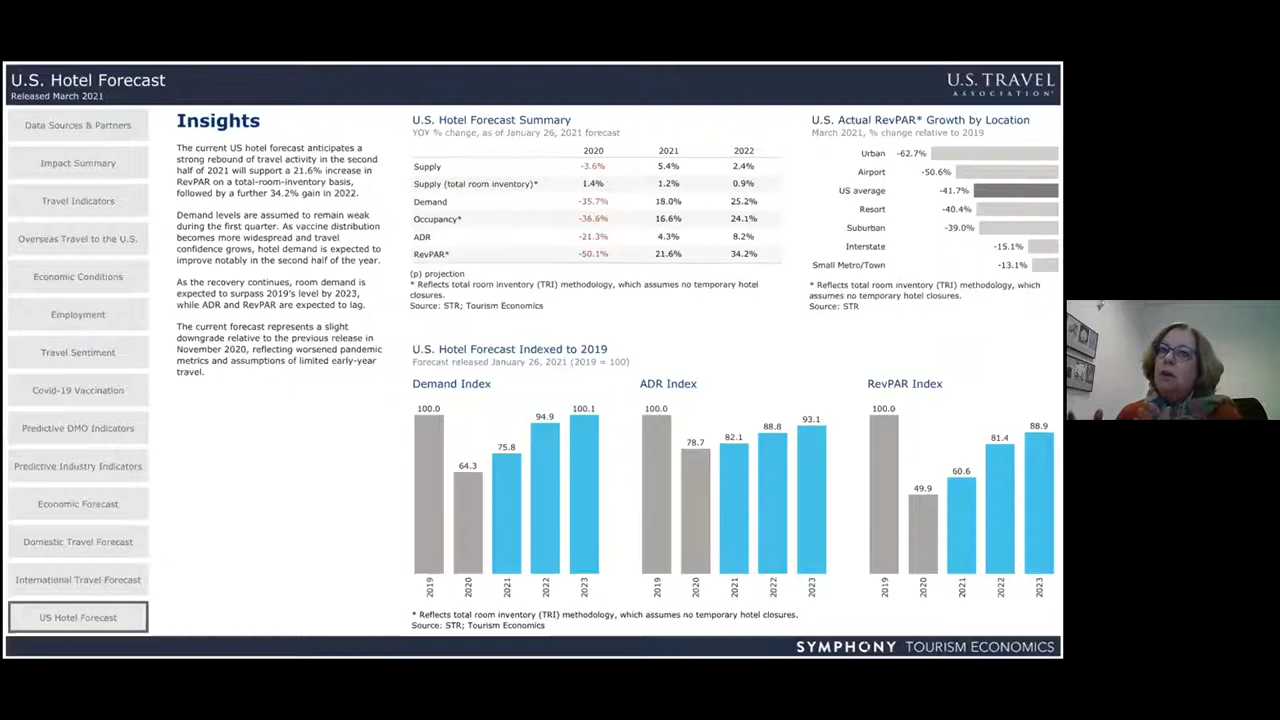 U.S. Hotel Forecast
Released March 2021
U.S. TRAVEL
ASSOCIATION®
Data Sources & Partners
Impact Summary
Travel Indicators
Overseas Travel to the U.S.
Economic Conditions
Employment
Travel Sentiment
Covid-19 Vaccination
Predictive DMO Indicators
Predictive Industry Indicators
Economic Forecast
Domestic Travel Forecast
International Travel Forecast
US Hotel Forecast
Insights
The current US hotel forecast anticipates a
strong rebound of travel activity in the second
half of 2021 will support a 21.6% increase in
RevPAR on a total-room-inventory basis,
followed by a further 34.2% gain in 2022.
Demand levels are assumed to remain weak
during the first quarter. As vaccine distribution
becomes more widespread and travel
confidence grows, hotel demand is expected to
improve notably in the second half of the year.
As the recovery continues, room demand is
expected to surpass 2019's level by 2023,
while ADR and RevPAR are expected to lag.
The current forecast represents a slight
downgrade relative to the previous release in
November 2020, reflecting worsened pandemic
metrics and assumptions of limited early-year
travel.
U.S. Hotel Forecast Summary
YOY % change, as of January 26, 2021 forecast
2020 2021 2022
Supply -3.6% 5.4% 2.4%
Supply (total room inventory)* 1.4% 1.2% 0.9%
Demand -35.7% 18.0% 25.2%
Occupancy* -36.6% 16.6% 24.1%
ADR -21.3% 4.3% 8.2%
RevPAR* -50.1% 21.6% 34.2%
(p) projection
* Reflects total room inventory (TRI) methodology, which assumes no temporary hotel
closures.
Source: STR; Tourism Economics
U.S. Actual RevPAR* Growth by Location
March 2021, % change relative to 2019
Urban -62.7%
Airport -50.6%
US average -41.7%
Resort -40.4%
Suburban -39.0%
Interstate -15.1%
Small Metro/Town -13.1%
* Reflects total room inventory (TRI) methodology, which
assumes no temporary hotel closures.
Source: STR
U.S. Hotel Forecast Indexed to 2019
Forecast released January 26, 2021 (2019 = 100)
Demand Index
100.0 64.3 75.8 94.9 100.1
2019 2020 2021 2022 2023
ADR Index
100.0 78.7 82.1 88.8 93.1
2019 2020 2021 2022 2023
RevPAR Index
100.0 49.9 60.6 81.4 88.9
2019 2020 2021 2022 2023
* Reflects total room inventory (TRI) methodology, which assumes no temporary hotel closures.
Source: STR; Tourism Economics
SYMPHONY TOURISM ECONOMICS